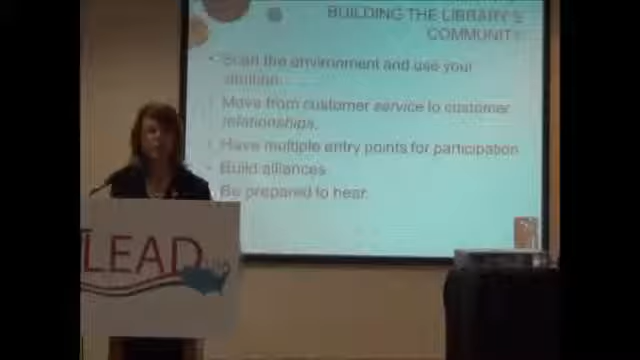 BUILDING THE LIBRARY'S
COMMUNITY
• Scan the environment and use your
intuition.
• Move from customer service to customer
relationships.
• Have multiple entry points for participation
• Build alliances
• Be prepared to hear.
LEAD